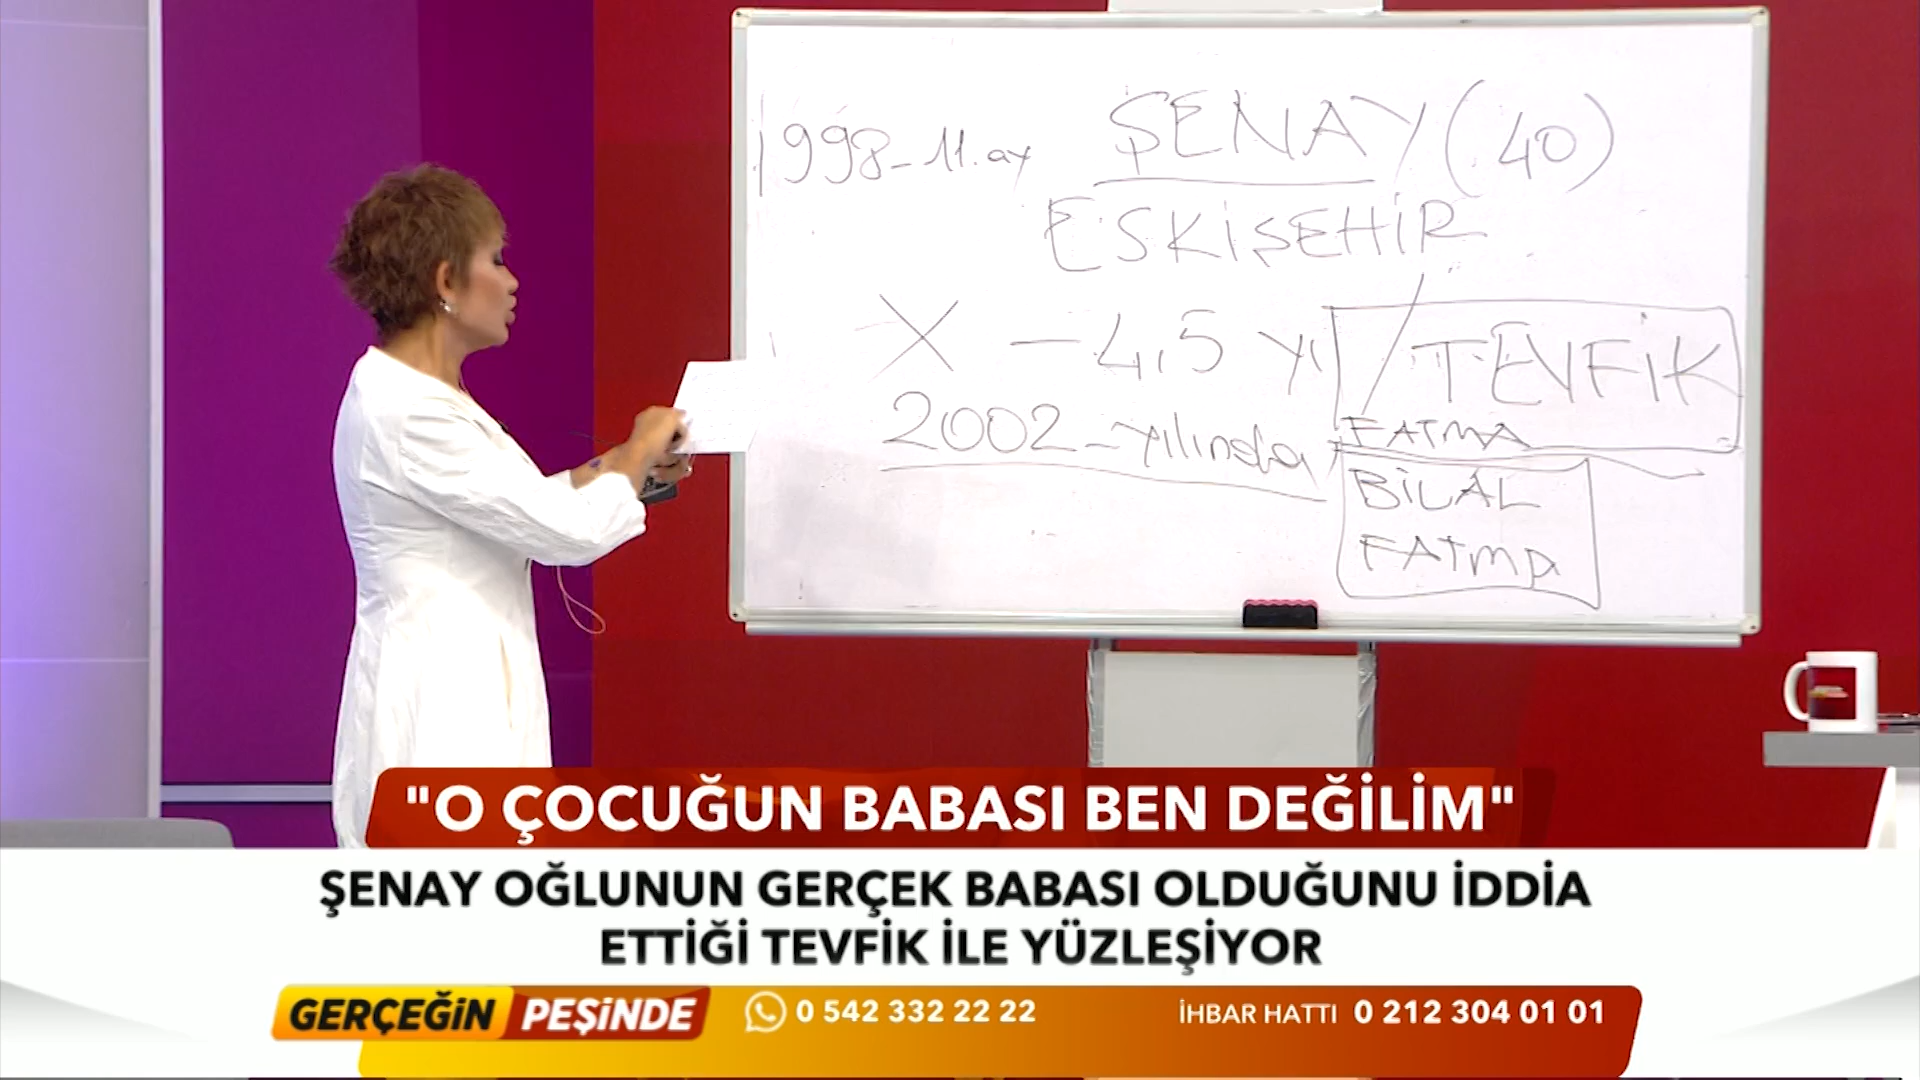 1998-11.ay ŞENAY (40)
ESKİŞEHİR
X - 4,5 yı
TEVFİK
2002-yılında
FATMA
BİLAL
FATMA
"O ÇOCUĞUN BABASI BEN DEĞİLİM"
ŞENAY OĞLUNUN GERÇEK BABASI OLDUĞUNU İDDİA
ETTİĞİ TEVFİK İLE YÜZLEŞİYOR
GERÇEĞİN PEŞİNDE 0 542 332 22 22 İHBAR HATTI 0 212 304 01 01